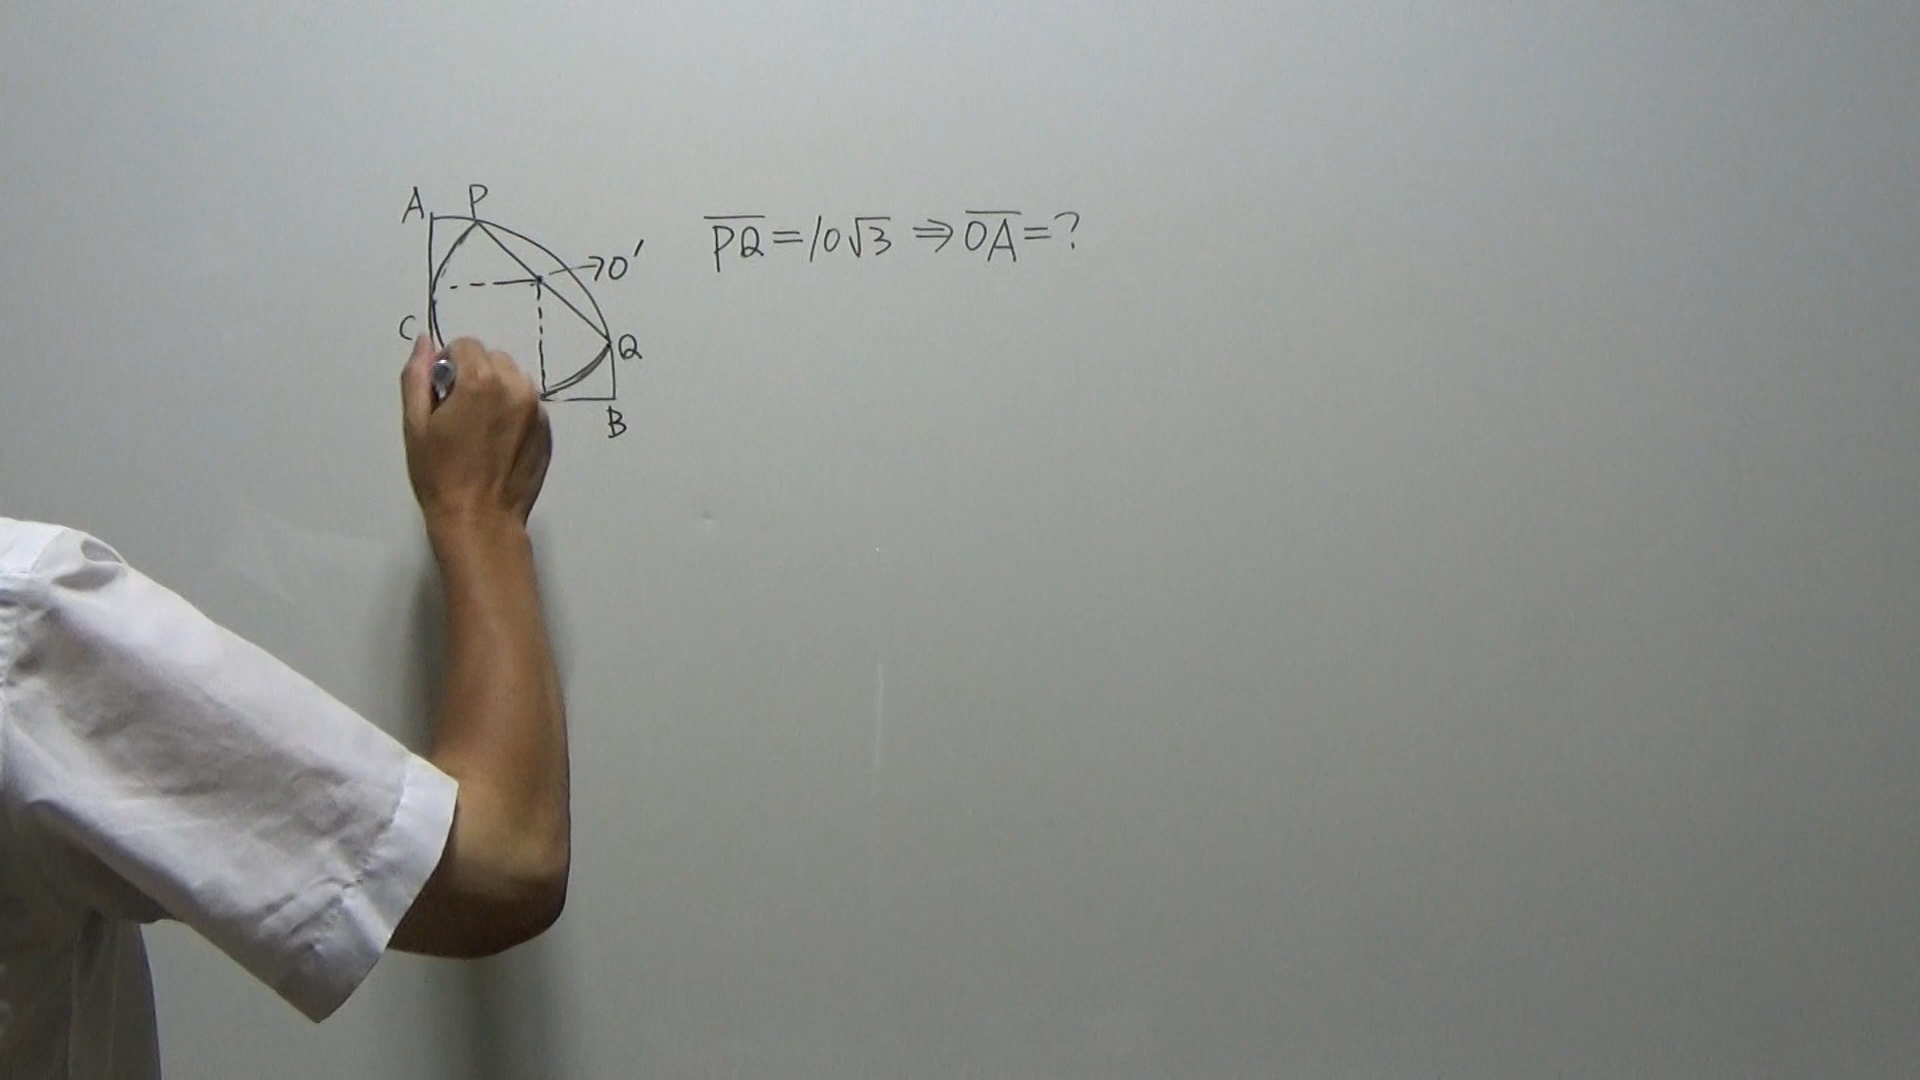 A P
O'
C
Q
B
PQ=10√3 ⇒ OA=?